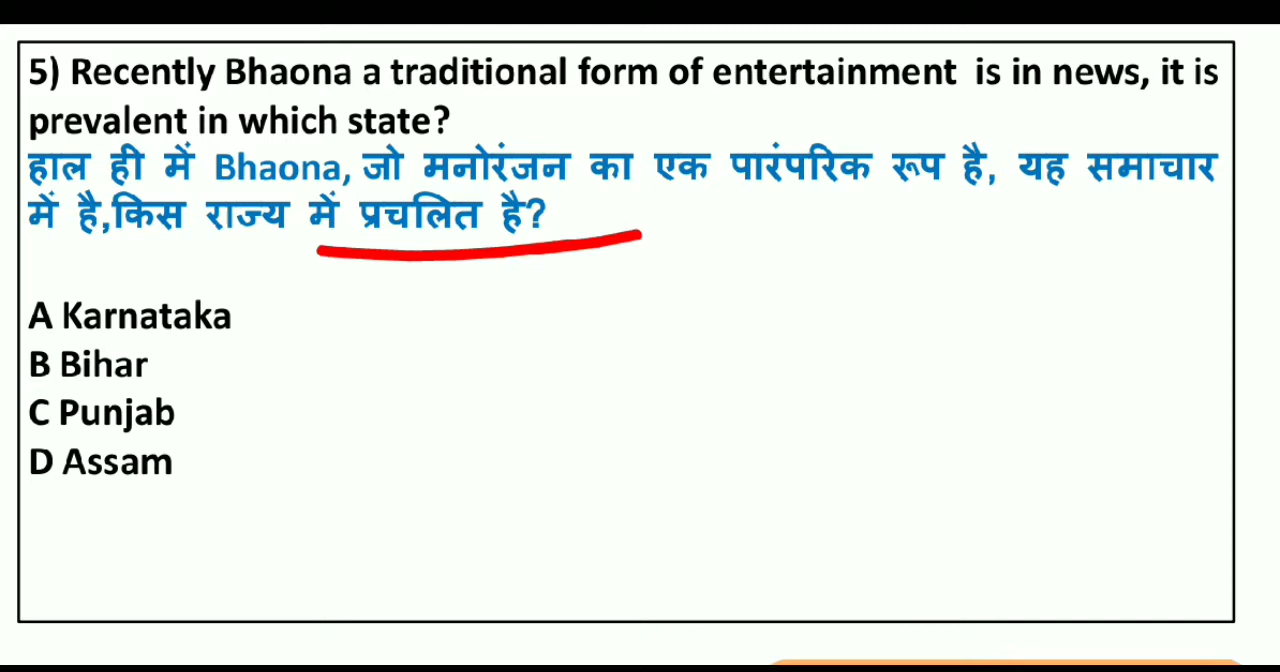 5) Recently Bhaona a traditional form of entertainment is in news, it is
prevalent in which state?
हाल ही में Bhaona, जो मनोरंजन का एक पारंपरिक रूप है, यह समाचार
में है,किस राज्य में प्रचलित है?
A Karnataka
B Bihar
C Punjab
D Assam